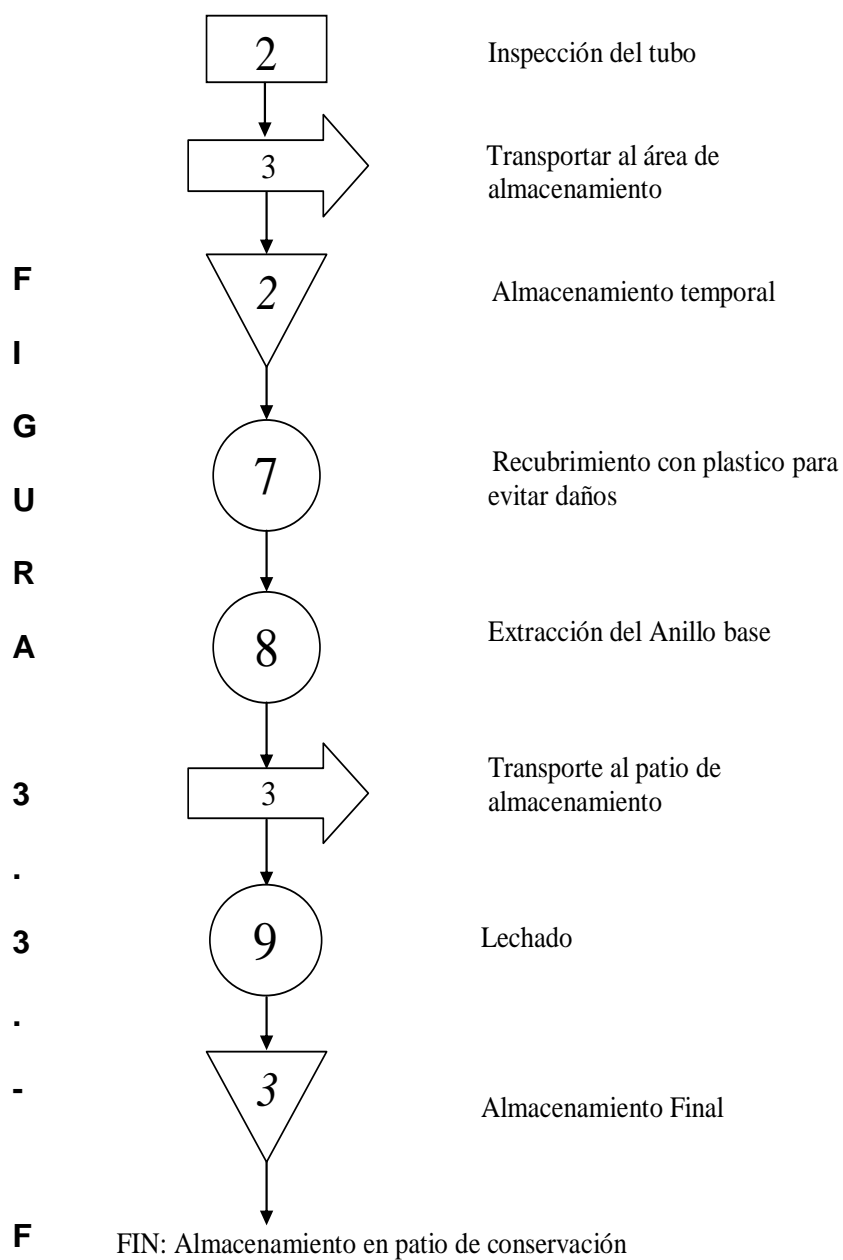 2 Inspección del tubo
3 Transportar al área de
almacenamiento
2 Almacenamiento temporal
7 Recubrimiento con plastico para
evitar daños
8 Extracción del Anillo base
3 Transporte al patio de
almacenamiento
9 Lechado
3 Almacenamiento Final
FIN: Almacenamiento en patio de conservación
F
I
G
U
R
A
3
.
3
.
-
F